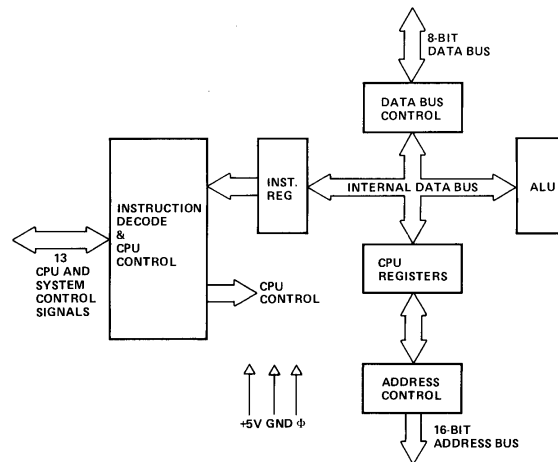 8-BIT
DATA BUS
DATA BUS
CONTROL
INSTRUCTION
DECODE
&
CPU
CONTROL
INST.
REG
INTERNAL DATA BUS
ALU
13
CPU AND
SYSTEM
CONTROL
SIGNALS
CPU
CONTROL
CPU
REGISTERS
ADDRESS
CONTROL
+5V GND Φ
16-BIT
ADDRESS BUS